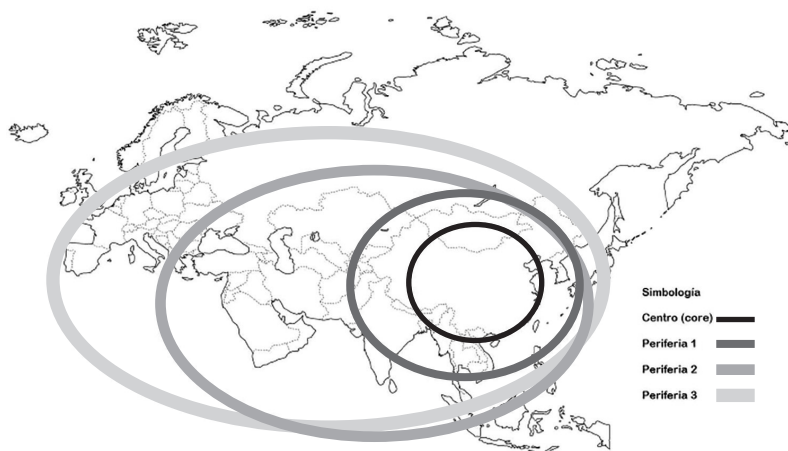 Simbología
Centro (core)
Periferia 1
Periferia 2
Periferia 3